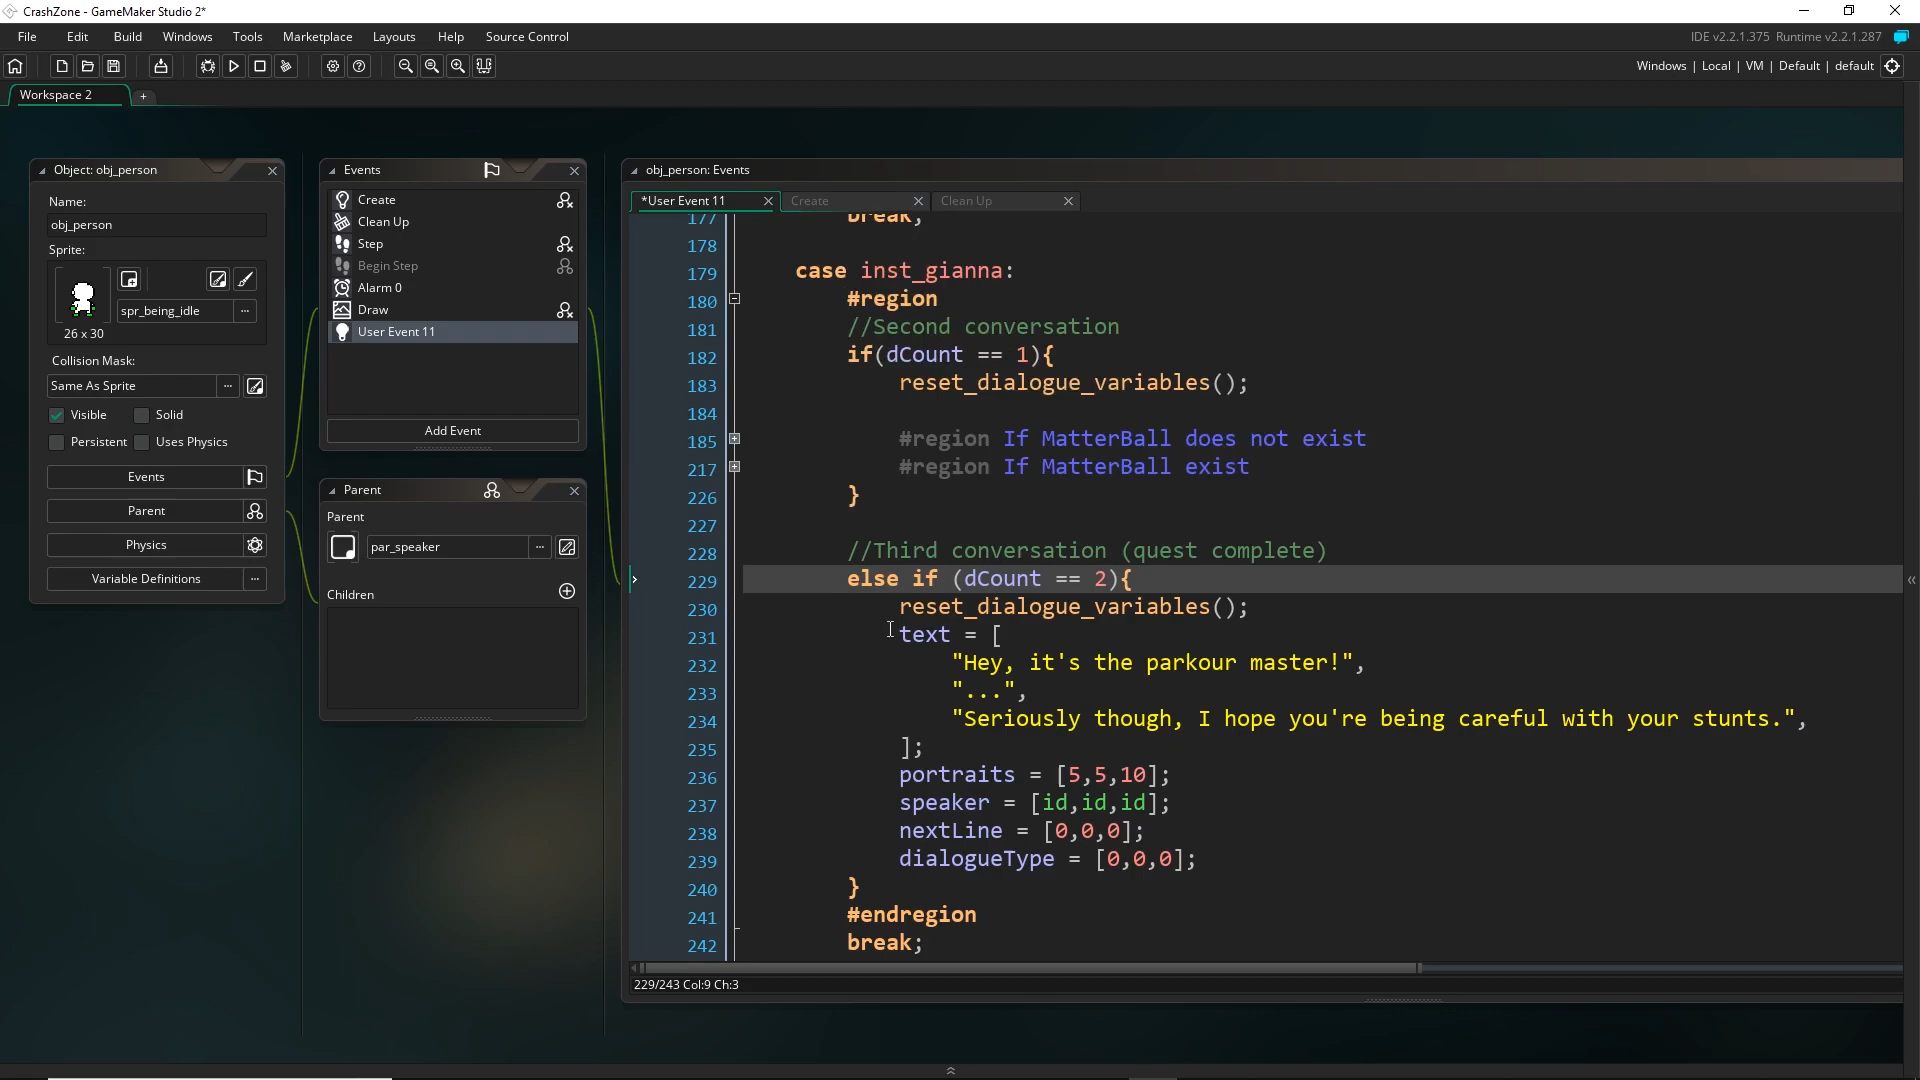 CrashZone - GameMaker Studio 2*
File Edit Build Windows Tools Marketplace Layouts Help Source Control
IDE v2.2.1.375 Runtime v2.2.1.287
Windows | Local | VM | Default | default
Workspace 2 +
Object: obj_person
Name:
obj_person
Sprite:
spr_being_idle ...
26 x 30
Collision Mask:
Same As Sprite ...
Visible Solid
Persistent Uses Physics
Events
Parent
Physics
Variable Definitions ...
Events
Create
Clean Up
Step
Begin Step
Alarm 0
Draw
User Event 11
Add Event
Parent
Parent
par_speaker ...
Children
obj_person: Events
*User Event 11 Create Clean Up
177 break;
178
179 case inst_gianna:
180 #region
181 //Second conversation
182 if(dCount == 1){
183 reset_dialogue_variables();
184
185 #region If MatterBall does not exist
217 #region If MatterBall exist
226 }
227
228 //Third conversation (quest complete)
229 else if (dCount == 2){
230 reset_dialogue_variables();
231 text = [
232 "Hey, it's the parkour master!",
233 "...",
234 "Seriously though, I hope you're being careful with your stunts.",
235 ];
236 portraits = [5,5,10];
237 speaker = [id,id,id];
238 nextLine = [0,0,0];
239 dialogueType = [0,0,0];
240 }
241 #endregion
242 break;
229/243 Col:9 Ch:3